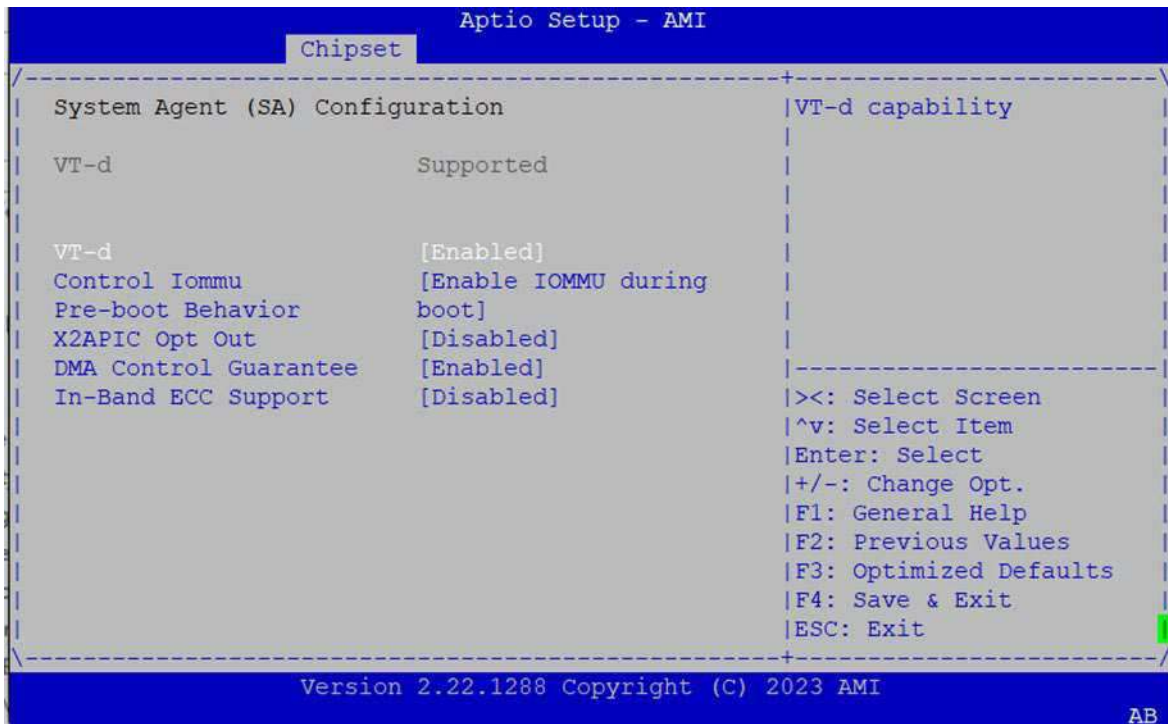 Aptio Setup - AMI
Chipset
System Agent (SA) Configuration
VT-d capability
VT-d Supported
VT-d [Enabled]
Control Iommu [Enable IOMMU during
Pre-boot Behavior boot]
X2APIC Opt Out [Disabled]
DMA Control Guarantee [Enabled]
In-Band ECC Support [Disabled]
><: Select Screen
^v: Select Item
Enter: Select
+/-: Change Opt.
F1: General Help
F2: Previous Values
F3: Optimized Defaults
F4: Save & Exit
ESC: Exit
Version 2.22.1288 Copyright (C) 2023 AMI
AB